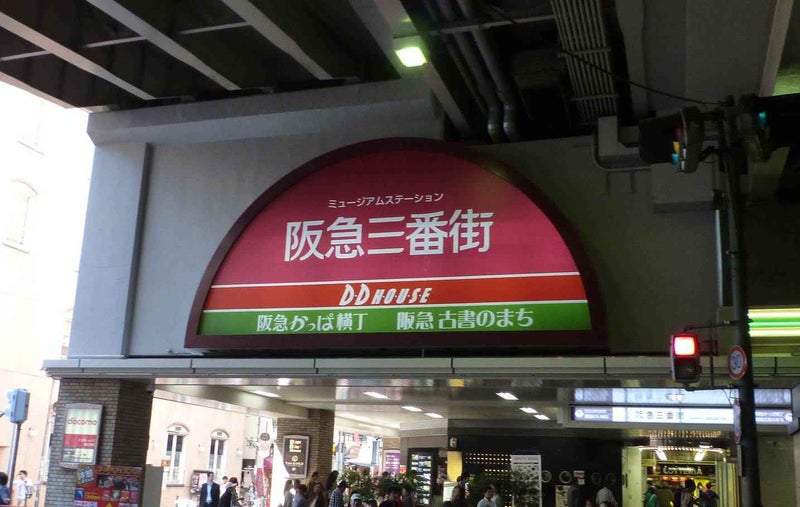 ミュージアムステーション
阪急三番街
D·D HOUSE
阪急かっぱ横丁 阪急古書のまち
阪急三番街
docomo